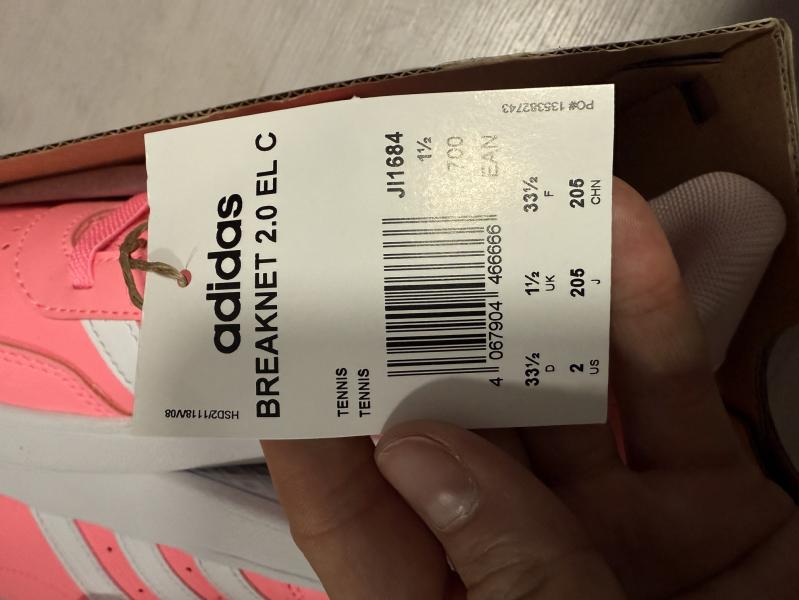 adidas
BREAKNET 2.0 EL C
TENNIS
TENNIS
JI1684
1½
700
EAN
4 067904 466666
33½ 1½ 33½
D UK F
2 205 205
US J CHN
HSD2/1118/V08
PO# 135382743